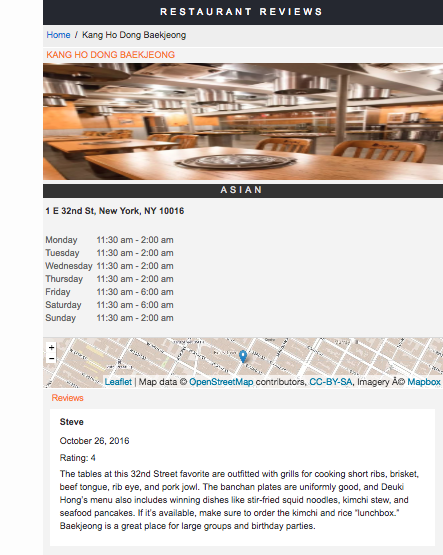 RESTAURANT REVIEWS
Home / Kang Ho Dong Baekjeong
KANG HO DONG BAEKJEONG
ASIAN
1 E 32nd St, New York, NY 10016
Monday 11:30 am - 2:00 am
Tuesday 11:30 am - 2:00 am
Wednesday 11:30 am - 2:00 am
Thursday 11:30 am - 2:00 am
Friday 11:30 am - 6:00 am
Saturday 11:30 am - 6:00 am
Sunday 11:30 am - 2:00 am
+
−
Leaflet | Map data © OpenStreetMap contributors, CC-BY-SA, Imagery Â© Mapbox
Reviews
Steve
October 26, 2016
Rating: 4
The tables at this 32nd Street favorite are outfitted with grills for cooking short ribs, brisket,
beef tongue, rib eye, and pork jowl. The banchan plates are uniformly good, and Deuki
Hong's menu also includes winning dishes like stir-fried squid noodles, kimchi stew, and
seafood pancakes. If it's available, make sure to order the kimchi and rice "lunchbox."
Baekjeong is a great place for large groups and birthday parties.